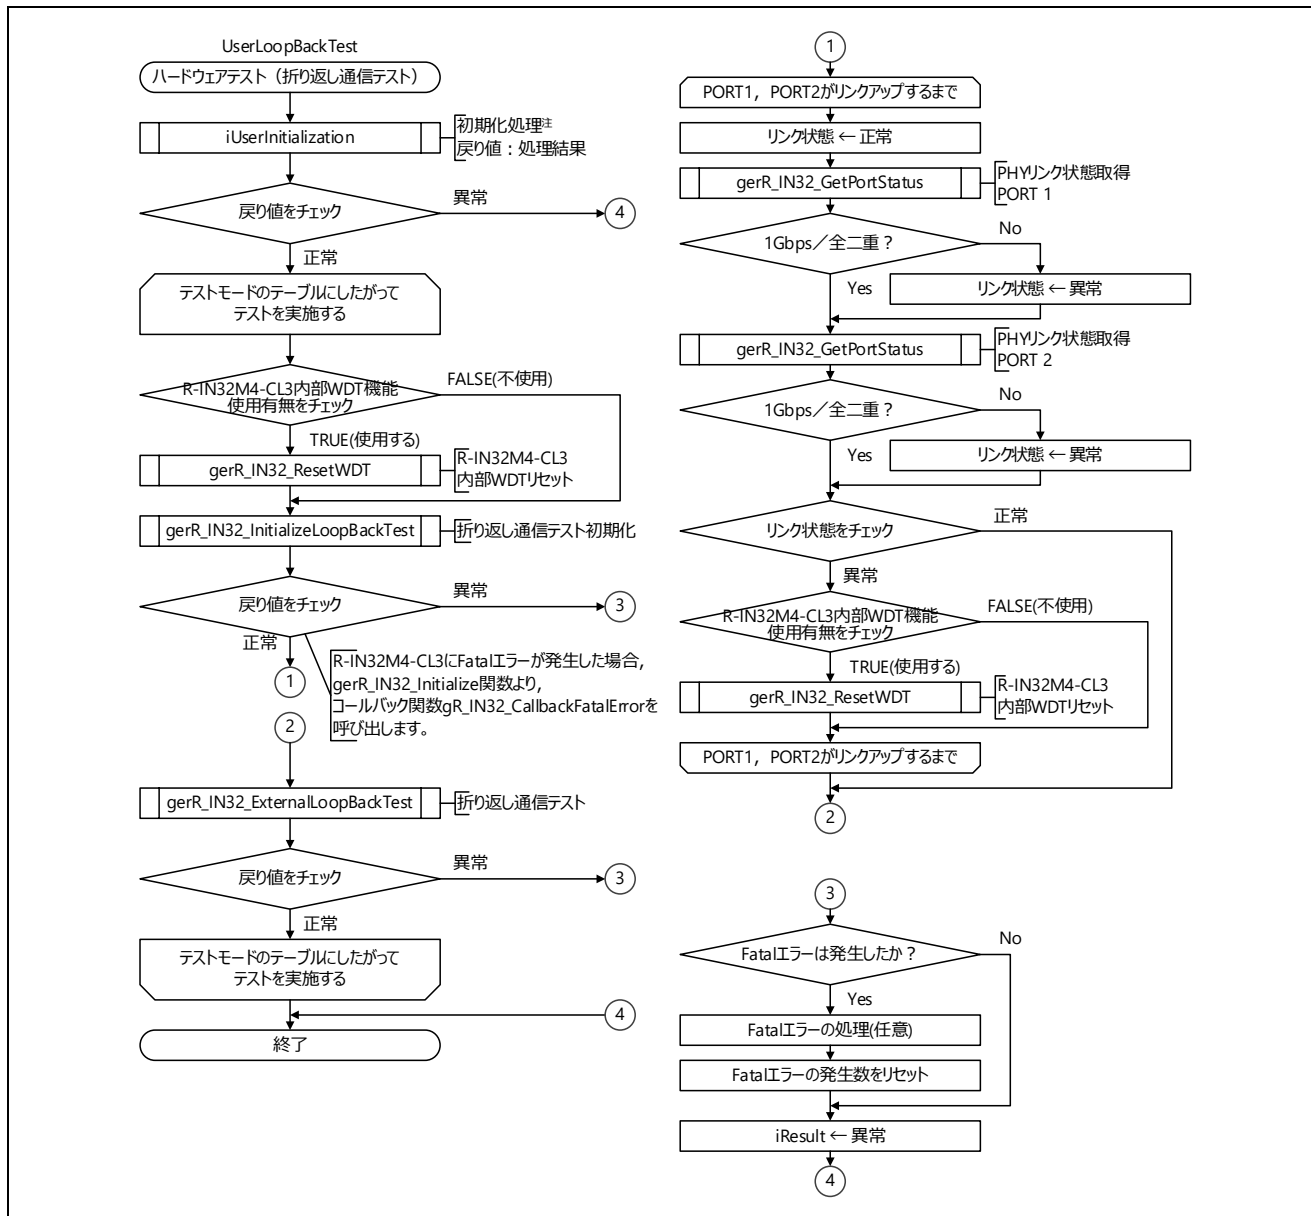 UserLoopBackTest
ハードウェアテスト（折り返し通信テスト）
iUserInitialization
初期化処理注
戻り値：処理結果
戻り値をチェック
異常
4
正常
テストモードのテーブルにしたがって
テストを実施する
R-IN32M4-CL3内部WDT機能
使用有無をチェック
FALSE(不使用)
TRUE(使用する)
gerR_IN32_ResetWDT
R-IN32M4-CL3
内部WDTリセット
gerR_IN32_InitializeLoopBackTest
折り返し通信テスト初期化
戻り値をチェック
異常
3
正常
1
R-IN32M4-CL3にFatalエラーが発生した場合，
gerR_IN32_Initialize関数より，
コールバック関数gR_IN32_CallbackFatalErrorを
呼び出します。
2
gerR_IN32_ExternalLoopBackTest
折り返し通信テスト
戻り値をチェック
異常
3
正常
テストモードのテーブルにしたがって
テストを実施する
4
終了
1
PORT1，PORT2がリンクアップするまで
リンク状態 ← 正常
gerR_IN32_GetPortStatus
PHYリンク状態取得
PORT 1
1Gbps／全二重？
No
Yes
リンク状態 ← 異常
gerR_IN32_GetPortStatus
PHYリンク状態取得
PORT 2
1Gbps／全二重？
No
Yes
リンク状態 ← 異常
リンク状態をチェック
正常
異常
R-IN32M4-CL3内部WDT機能
使用有無をチェック
FALSE(不使用)
TRUE(使用する)
gerR_IN32_ResetWDT
R-IN32M4-CL3
内部WDTリセット
PORT1，PORT2がリンクアップするまで
2
3
Fatalエラーは発生したか？
No
Yes
Fatalエラーの処理(任意)
Fatalエラーの発生数をリセット
iResult ← 異常
4